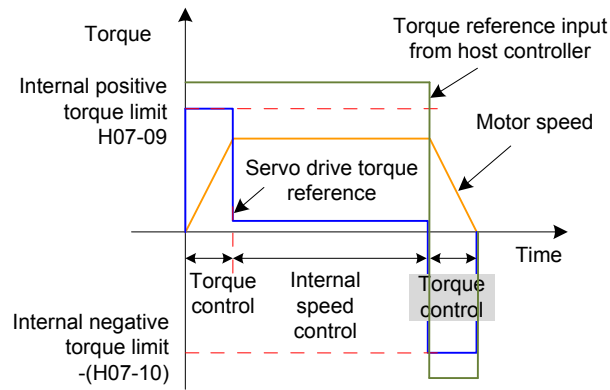 Torque
Torque reference input
from host controller
Internal positive
torque limit
H07-09
Motor speed
Servo drive torque
reference
Time
Torque
control
Internal
speed
control
Torque
control
Internal negative
torque limit
-(H07-10)